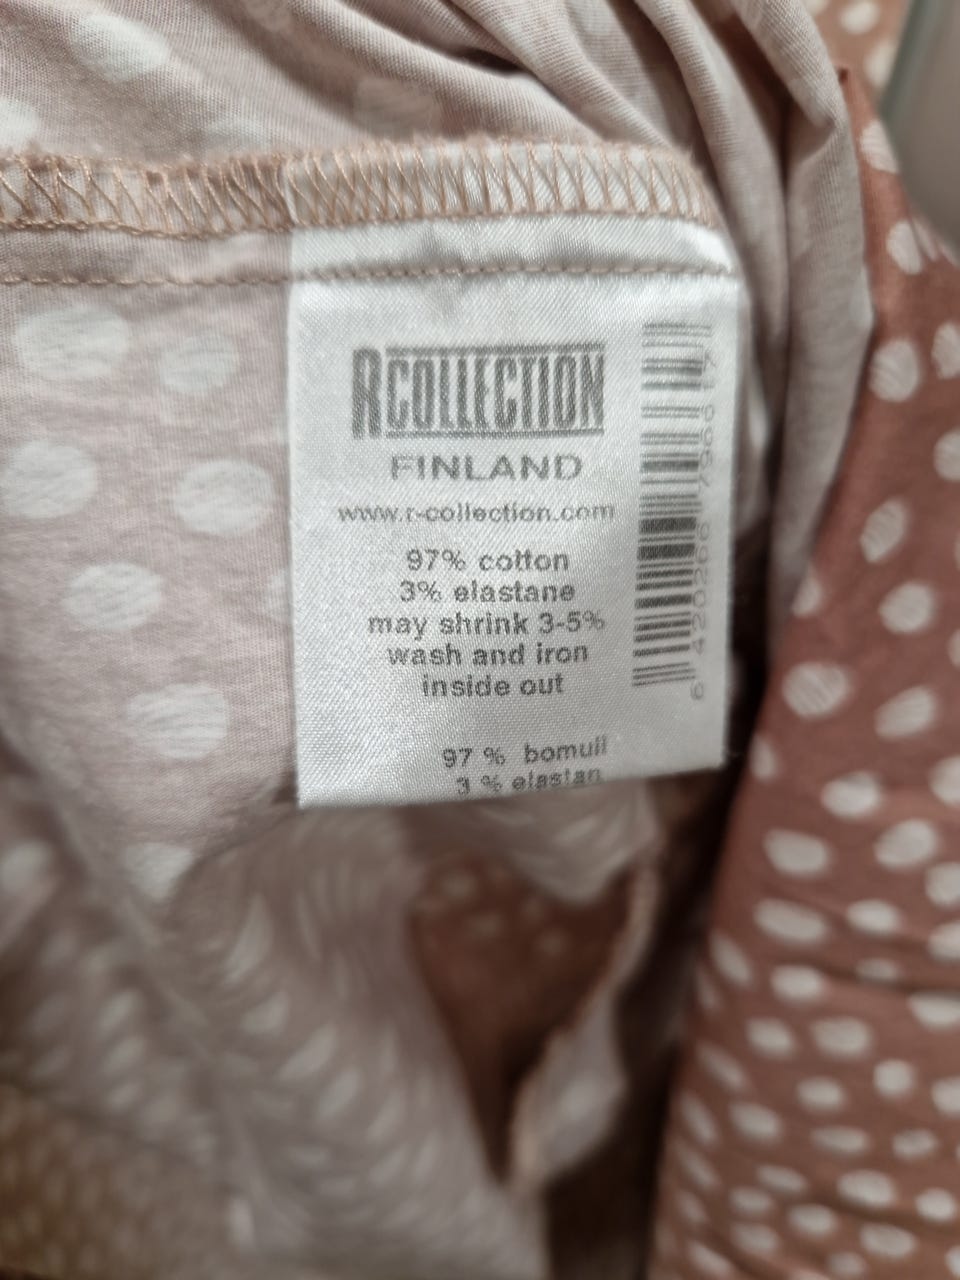 RCOLLECTION
FINLAND
www.r-collection.com
97% cotton
3% elastane
may shrink 3-5%
wash and iron
inside out
97 % bomull
3 % elastan